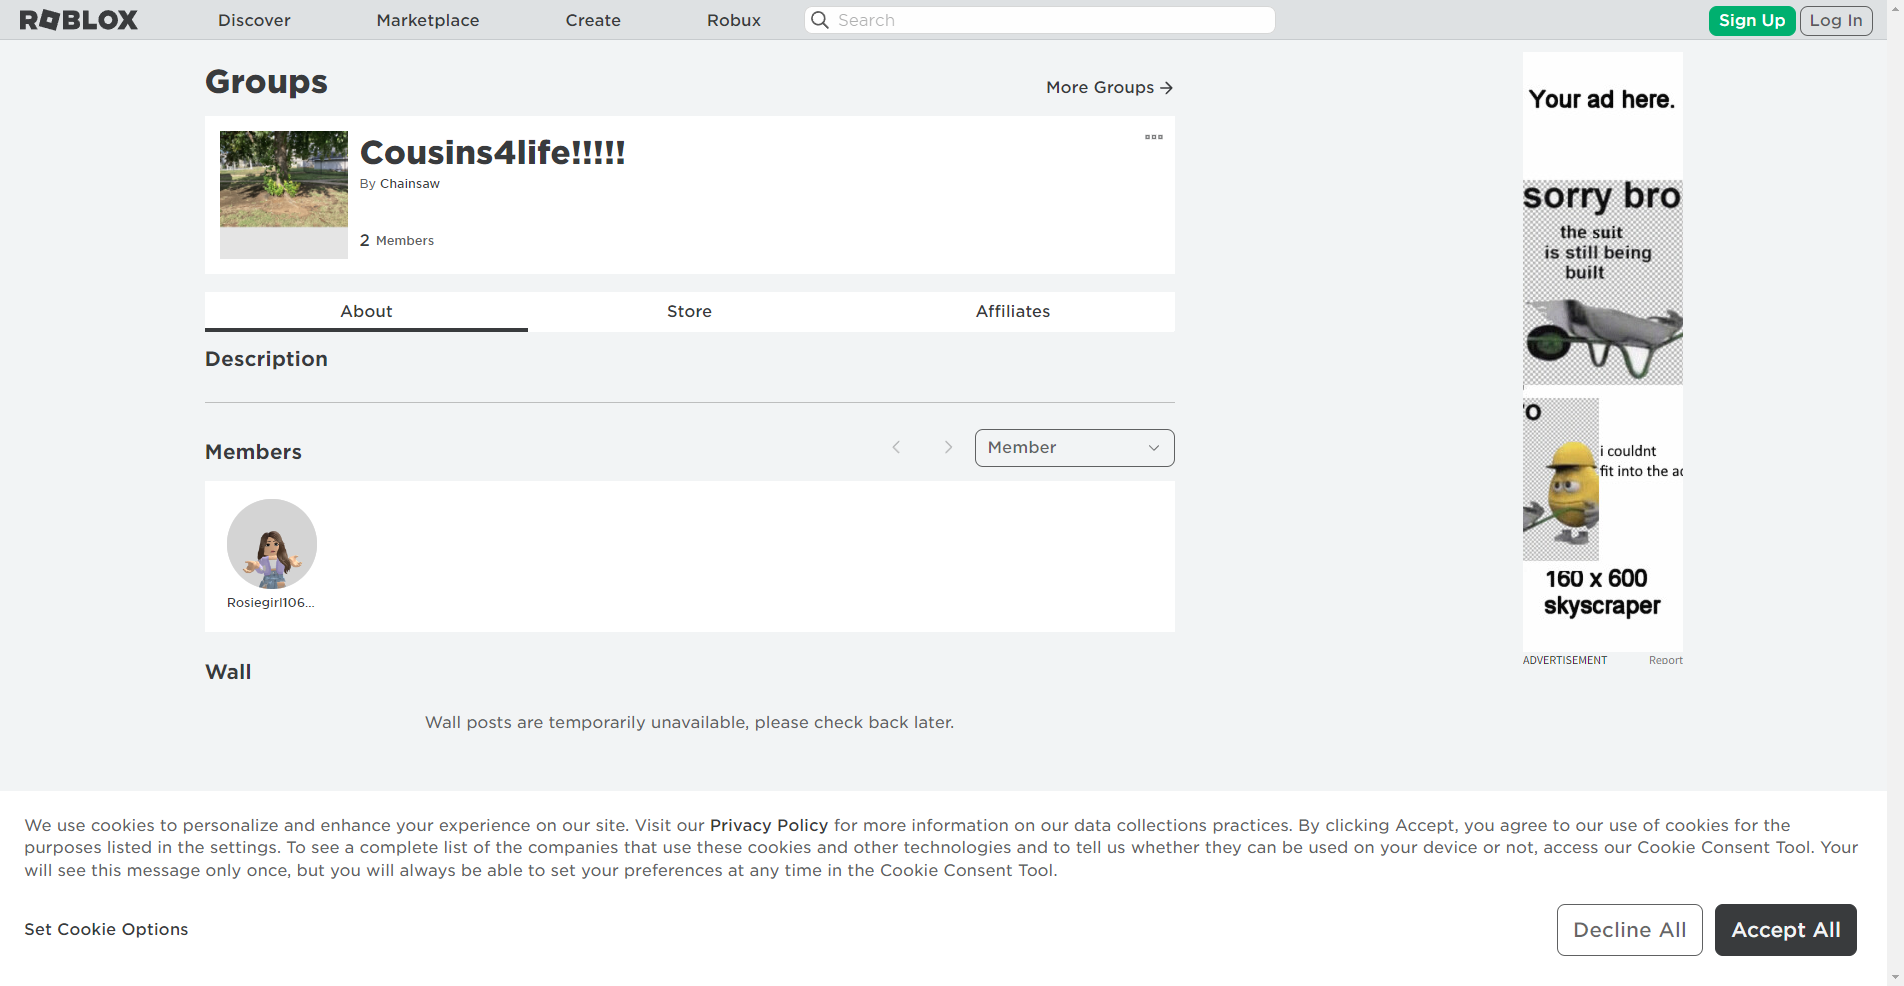 ROBLOX
Discover
Marketplace
Create
Robux
Search
Sign Up
Log In
Groups
More Groups
Cousins4life!!!!!
By Chainsaw
2 Members
About
Store
Affiliates
Description
Members
Member
Rosiegirl106...
Wall
Wall posts are temporarily unavailable, please check back later.
Your ad here.
sorry bro
the suit
is still being
built
ro
i couldnt
fit into the ad
160 x 600
skyscraper
ADVERTISEMENT
Report
We use cookies to personalize and enhance your experience on our site. Visit our Privacy Policy for more information on our data collections practices. By clicking Accept, you agree to our use of cookies for the
purposes listed in the settings. To see a complete list of the companies that use these cookies and other technologies and to tell us whether they can be used on your device or not, access our Cookie Consent Tool. Your
will see this message only once, but you will always be able to set your preferences at any time in the Cookie Consent Tool.
Set Cookie Options
Decline All
Accept All